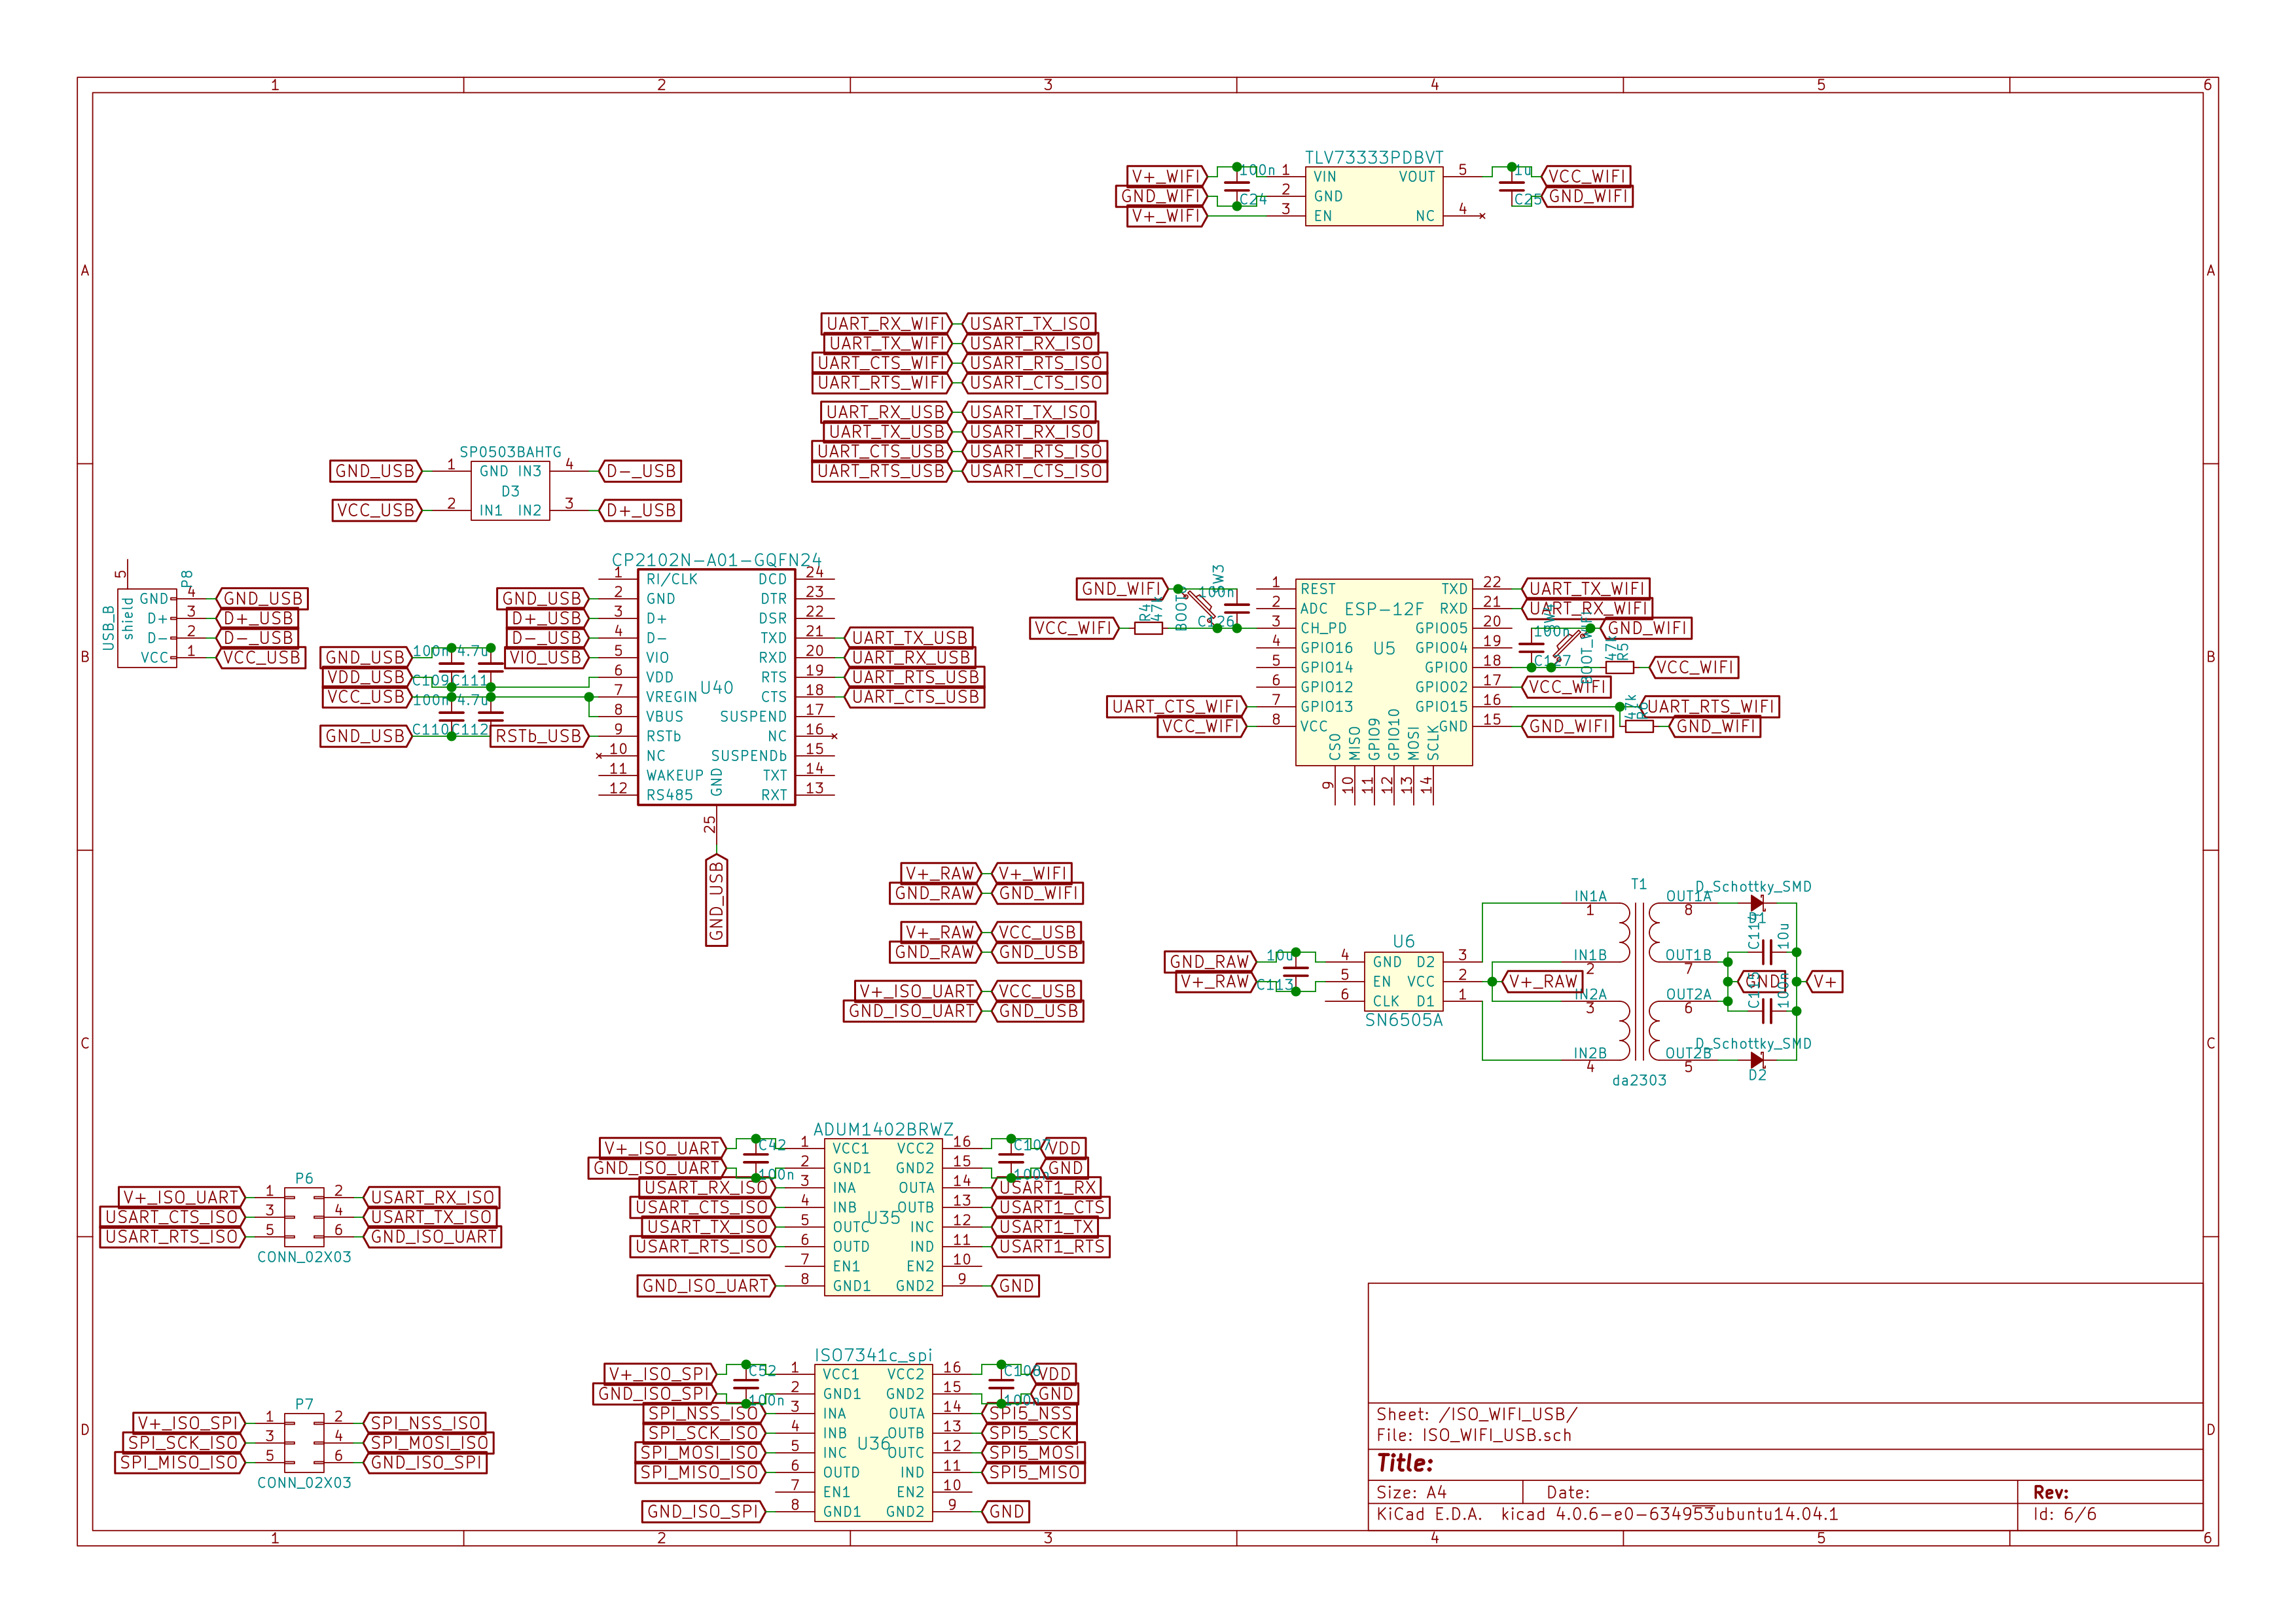 1 2 3 4 5 6
A
B
C
D
A
B
C
D
TLV73333PDBVT
V+_WIFI
GND_WIFI
V+_WIFI
100n
C24
1 VIN
2 GND
3 EN
VOUT 5
NC 4
1u
C25
VCC_WIFI
GND_WIFI
UART_RX_WIFI USART_TX_ISO
UART_TX_WIFI USART_RX_ISO
UART_CTS_WIFI USART_RTS_ISO
UART_RTS_WIFI USART_CTS_ISO
UART_RX_USB USART_TX_ISO
UART_TX_USB USART_RX_ISO
UART_CTS_USB USART_RTS_ISO
UART_RTS_USB USART_CTS_ISO
SP0503BAHTG
GND_USB 1 GND IN3 4 D-_USB
D3
VCC_USB 2 IN1 IN2 3 D+_USB
P8
USB_B
shield
5
GND 4 GND_USB
D+ 3 D+_USB
D- 2 D-_USB
VCC 1 VCC_USB
GND_USB
VDD_USB
VCC_USB
GND_USB
100n 4.7u
C109 C111
100n 4.7u
C110 C112
CP2102N-A01-GQFN24
U40
GND_USB
D+_USB
D-_USB
VIO_USB
RSTb_USB
1 RI/CLK DCD 24
2 GND DTR 23
3 D+ DSR 22
4 D- TXD 21 UART_TX_USB
5 VIO RXD 20 UART_RX_USB
6 VDD RTS 19 UART_RTS_USB
7 VREGIN CTS 18 UART_CTS_USB
8 VBUS SUSPEND 17
9 RSTb NC 16
10 NC SUSPENDb 15
11 WAKEUP TXT 14
12 RS485 RXT 13
GND
25
GND_USB
GND_WIFI
VCC_WIFI
R4
47k
BOOT
SW3
100n
C126
ESP-12F
U5
1 REST TXD 22 UART_TX_WIFI
2 ADC RXD 21 UART_RX_WIFI
3 CH_PD GPIO05 20 GND_WIFI
4 GPIO16 GPIO04 19
5 GPIO14 GPIO0 18 VCC_WIFI
6 GPIO12 GPIO02 17 VCC_WIFI
UART_CTS_WIFI 7 GPIO13 GPIO15 16 UART_RTS_WIFI
VCC_WIFI 8 VCC GND 15 GND_WIFI
GND_WIFI
CS0 MISO GPIO9 GPIO10 MOSI SCLK
9 10 11 12 13 14
100n
C127
47k
R5
47k
V+_RAW V+_WIFI
GND_RAW GND_WIFI
V+_RAW VCC_USB
GND_RAW GND_USB
V+_ISO_UART VCC_USB
GND_ISO_UART GND_USB
GND_RAW
V+_RAW
10u
C113
U6
4 GND D2 3
5 EN VCC 2
6 CLK D1 1
SN6505A
V+_RAW
T1
IN1A 1
IN1B 2
IN2A 3
IN2B 4
OUT1A 8
OUT1B 7
OUT2A 6
OUT2B 5
da2303
D_Schottky_SMD
D1
10u
GND
V+
100n
D_Schottky_SMD
D2
ADUM1402BRWZ
U35
V+_ISO_UART 1 VCC1 VCC2 16 VDD
GND_ISO_UART 2 GND1 GND2 15 GND
USART_RX_ISO 3 INA OUTA 14 USART1_RX
USART_CTS_ISO 4 INB OUTB 13 USART1_CTS
USART_TX_ISO 5 OUTC INC 12 USART1_TX
USART_RTS_ISO 6 OUTD IND 11 USART1_RTS
7 EN1 EN2 10
GND_ISO_UART 8 GND1 GND2 9 GND
C42
100n
C107
100n
P6
V+_ISO_UART 1 2 USART_RX_ISO
USART_CTS_ISO 3 4 USART_TX_ISO
USART_RTS_ISO 5 6 GND_ISO_UART
CONN_02X03
ISO7341c_spi
U36
V+_ISO_SPI 1 VCC1 VCC2 16 VDD
GND_ISO_SPI 2 GND1 GND2 15 GND
SPI_NSS_ISO 3 INA OUTA 14 SPI5_NSS
SPI_SCK_ISO 4 INB OUTB 13 SPI5_SCK
SPI_MOSI_ISO 5 INC OUTC 12 SPI5_MOSI
SPI_MISO_ISO 6 OUTD IND 11 SPI5_MISO
7 EN1 EN2 10
GND_ISO_SPI 8 GND1 GND2 9 GND
C52
100n
100n
P7
V+_ISO_SPI 1 2 SPI_NSS_ISO
SPI_SCK_ISO 3 4 SPI_MOSI_ISO
SPI_MISO_ISO 5 6 GND_ISO_SPI
CONN_02X03
Sheet: /ISO_WIFI_USB/
File: ISO_WIFI_USB.sch
Title:
Size: A4 Date: Rev:
KiCad E.D.A. kicad 4.0.6-e0-634953ubuntu14.04.1 Id: 6/6
1 2 3 4 5 6